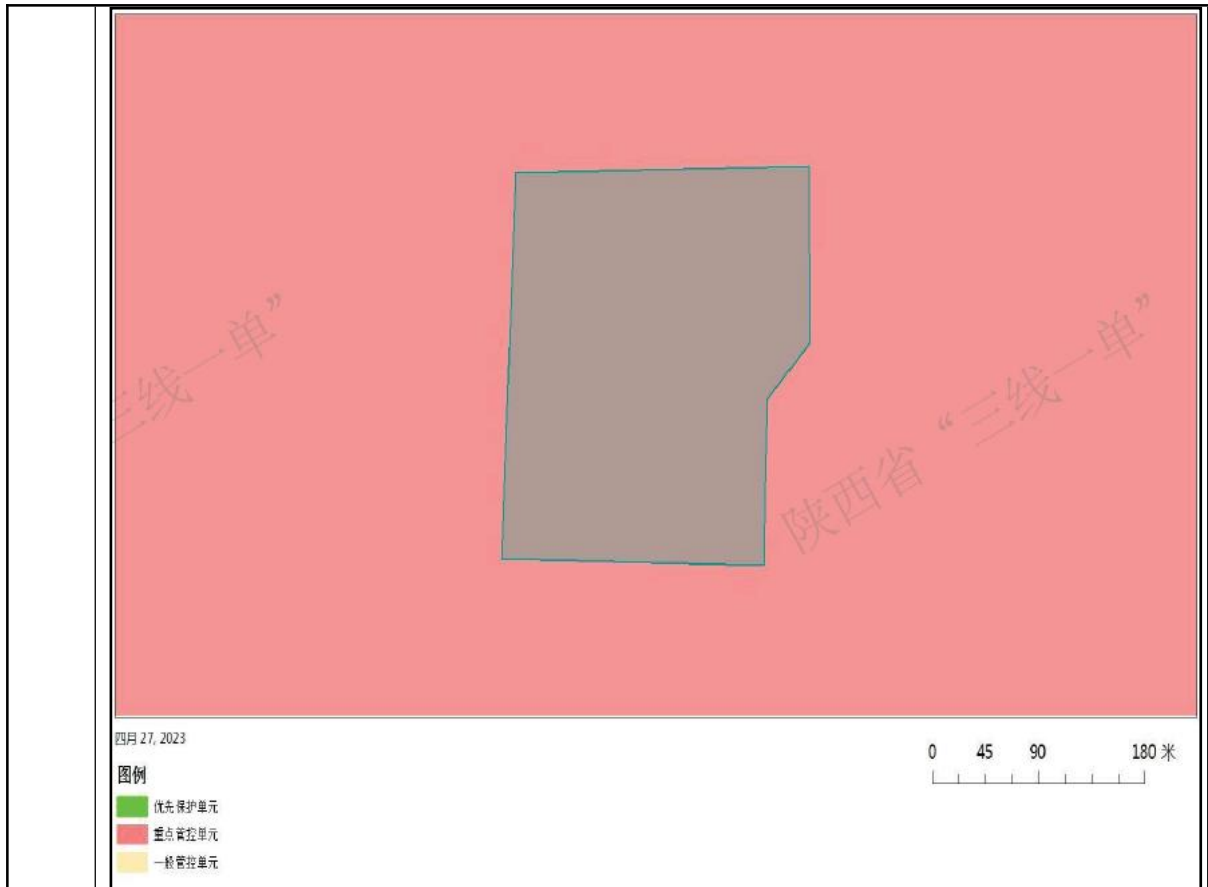 三线一单”
陕西省“三线一单”
四月 27, 2023
0 45 90 180 米
图例
优先保护单元
重点管控单元
一般管控单元